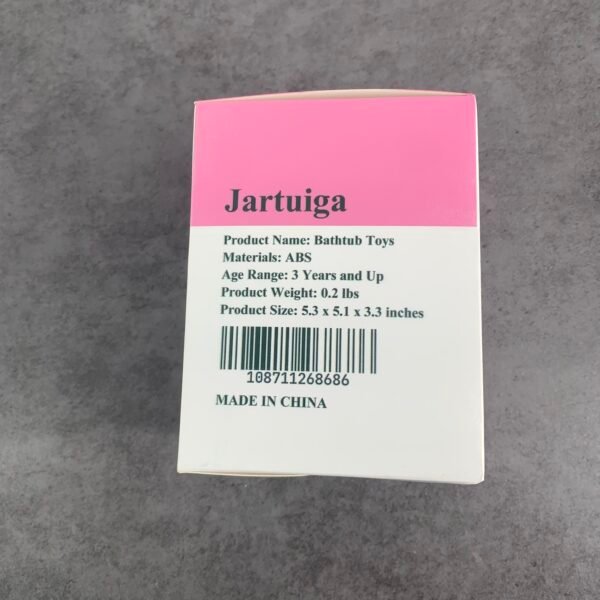 Jartuiga
Product Name: Bathtub Toys
Materials: ABS
Age Range: 3 Years and Up
Product Weight: 0.2 lbs
Product Size: 5.3 x 5.1 x 3.3 inches
108711268686
MADE IN CHINA